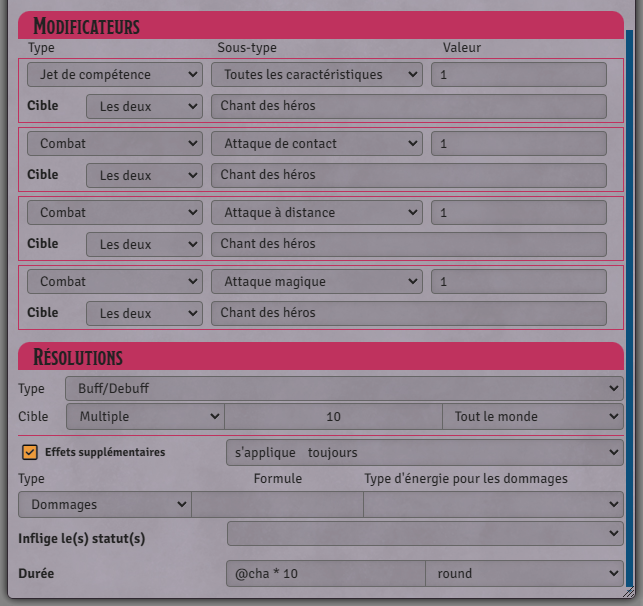 Modificateurs
Type Sous-type Valeur
Jet de compétence Toutes les caractéristiques 1
Cible Les deux Chant des héros
Combat Attaque de contact 1
Cible Les deux Chant des héros
Combat Attaque à distance 1
Cible Les deux Chant des héros
Combat Attaque magique 1
Cible Les deux Chant des héros
Résolutions
Type Buff/Debuff
Cible Multiple 10 Tout le monde
Effets supplémentaires s'applique toujours
Type Formule Type d'énergie pour les dommages
Dommages
Inflige le(s) statut(s)
Durée @cha * 10 round